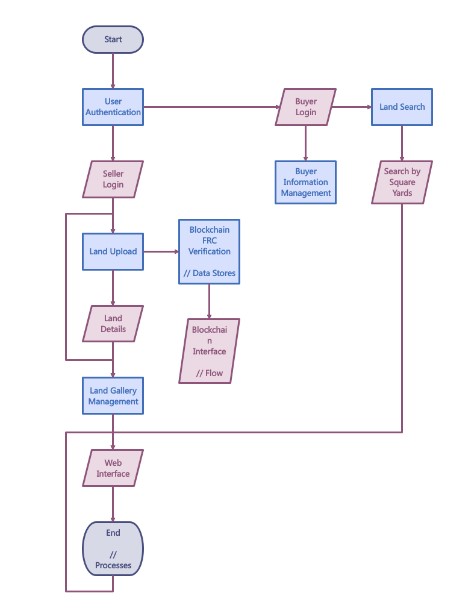 Start
User
Authentication
Buyer
Login
Land Search
Seller
Login
Buyer
Information
Management
Search by
Square
Yards
Land Upload
Blockchain
FRC
Verification
// Data Stores
Land
Details
Blockchai
n
Interface
// Flow
Land Gallery
Management
Web
Interface
End
//
Processes